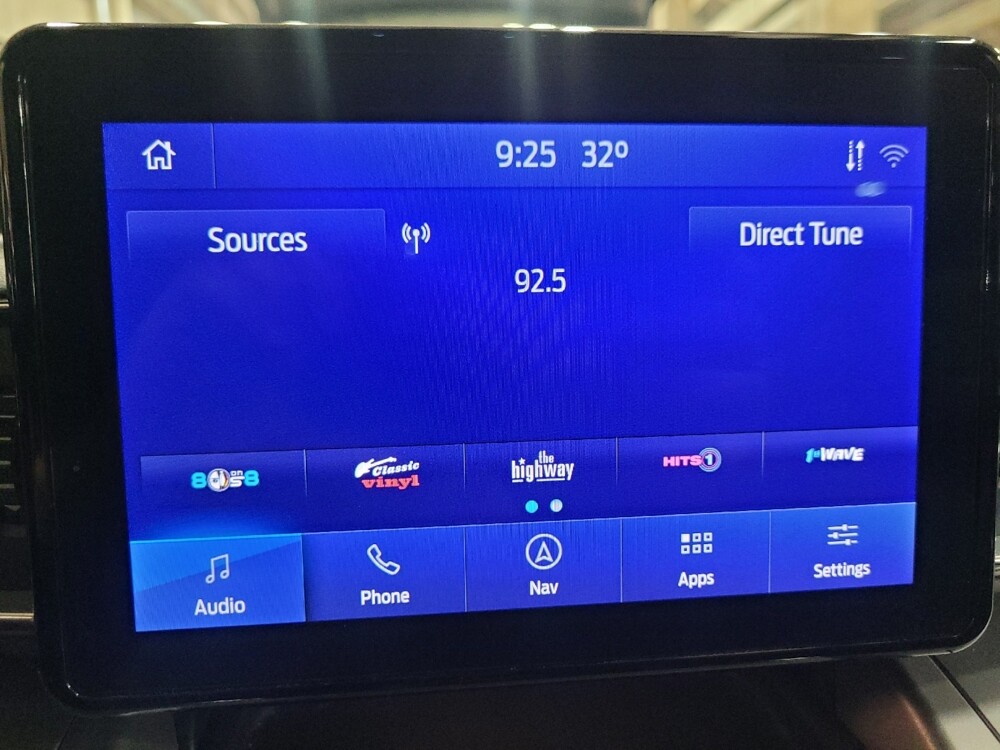 9:25 32º
Sources
Direct Tune
92.5
80s on 8
Classic
vinyl
the
highway
HITS 1
1st WAVE
Audio
Phone
Nav
Apps
Settings